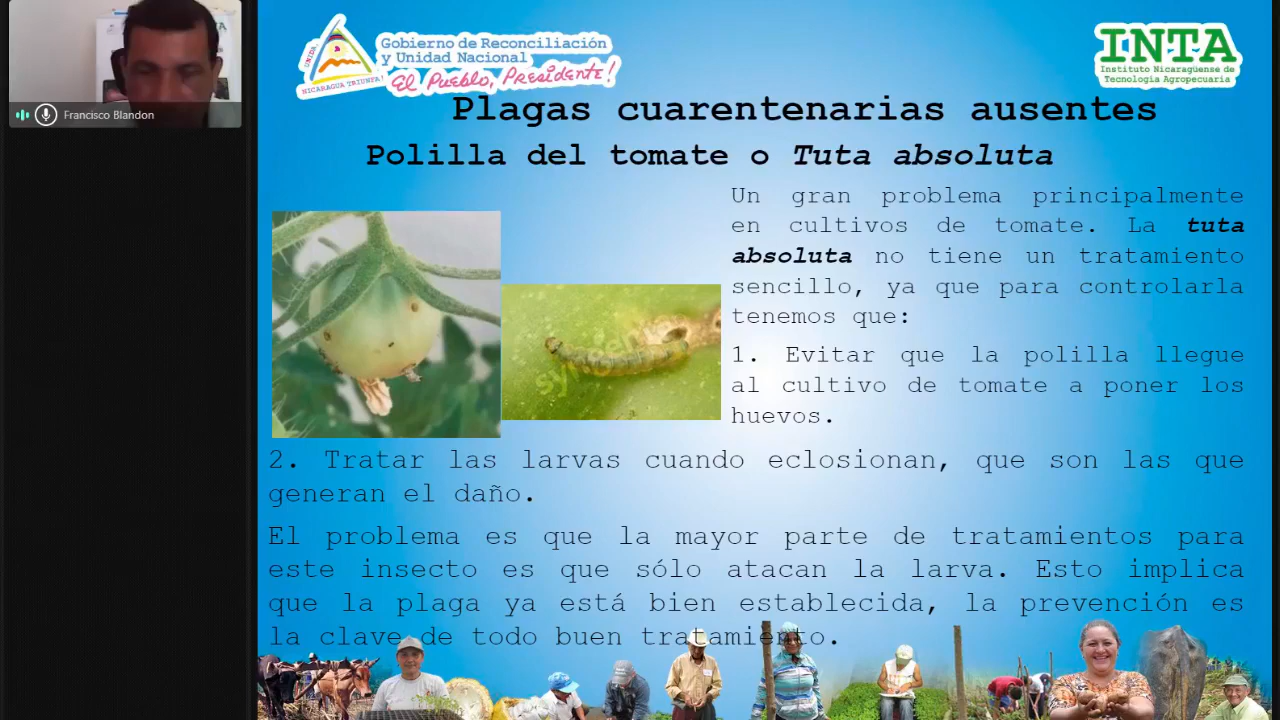 Francisco Blandon
UNIDA,
NICARAGUA TRIUNFA!
Gobierno de Reconciliación
y Unidad Nacional
El Pueblo, Presidente!
INTA
Instituto Nicaragüense de
Tecnología Agropecuaria
Plagas cuarentenarias ausentes
Polilla del tomate o Tuta absoluta
Un gran problema principalmente
en cultivos de tomate. La tuta
absoluta no tiene un tratamiento
sencillo, ya que para controlarla
tenemos que:
1. Evitar que la polilla llegue
al cultivo de tomate a poner los
huevos.
2. Tratar las larvas cuando eclosionan, que son las que
generan el daño.
El problema es que la mayor parte de tratamientos para
este insecto es que sólo atacan la larva. Esto implica
que la plaga ya está bien establecida, la prevención es
la clave de todo buen tratamiento.